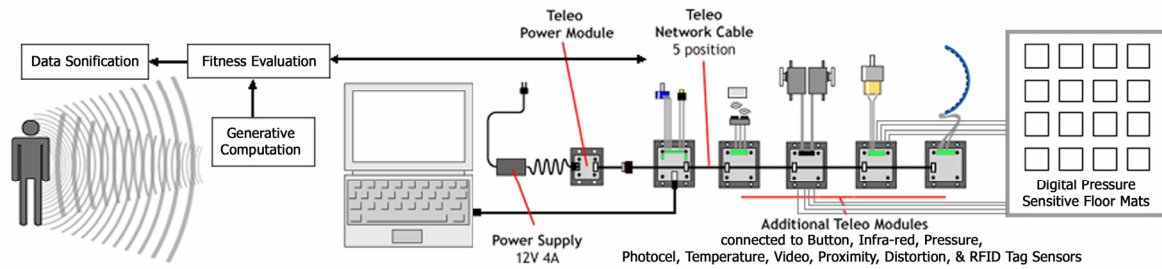 Data Sonification
Fitness Evaluation
Generative
Computation
Teleo
Power Module
Teleo
Network Cable
5 position
Power Supply
12V 4A
Additional Teleo Modules
connected to Button, Infra-red, Pressure,
Photocel, Temperature, Video, Proximity, Distortion, & RFID Tag Sensors
Digital Pressure
Sensitive Floor Mats